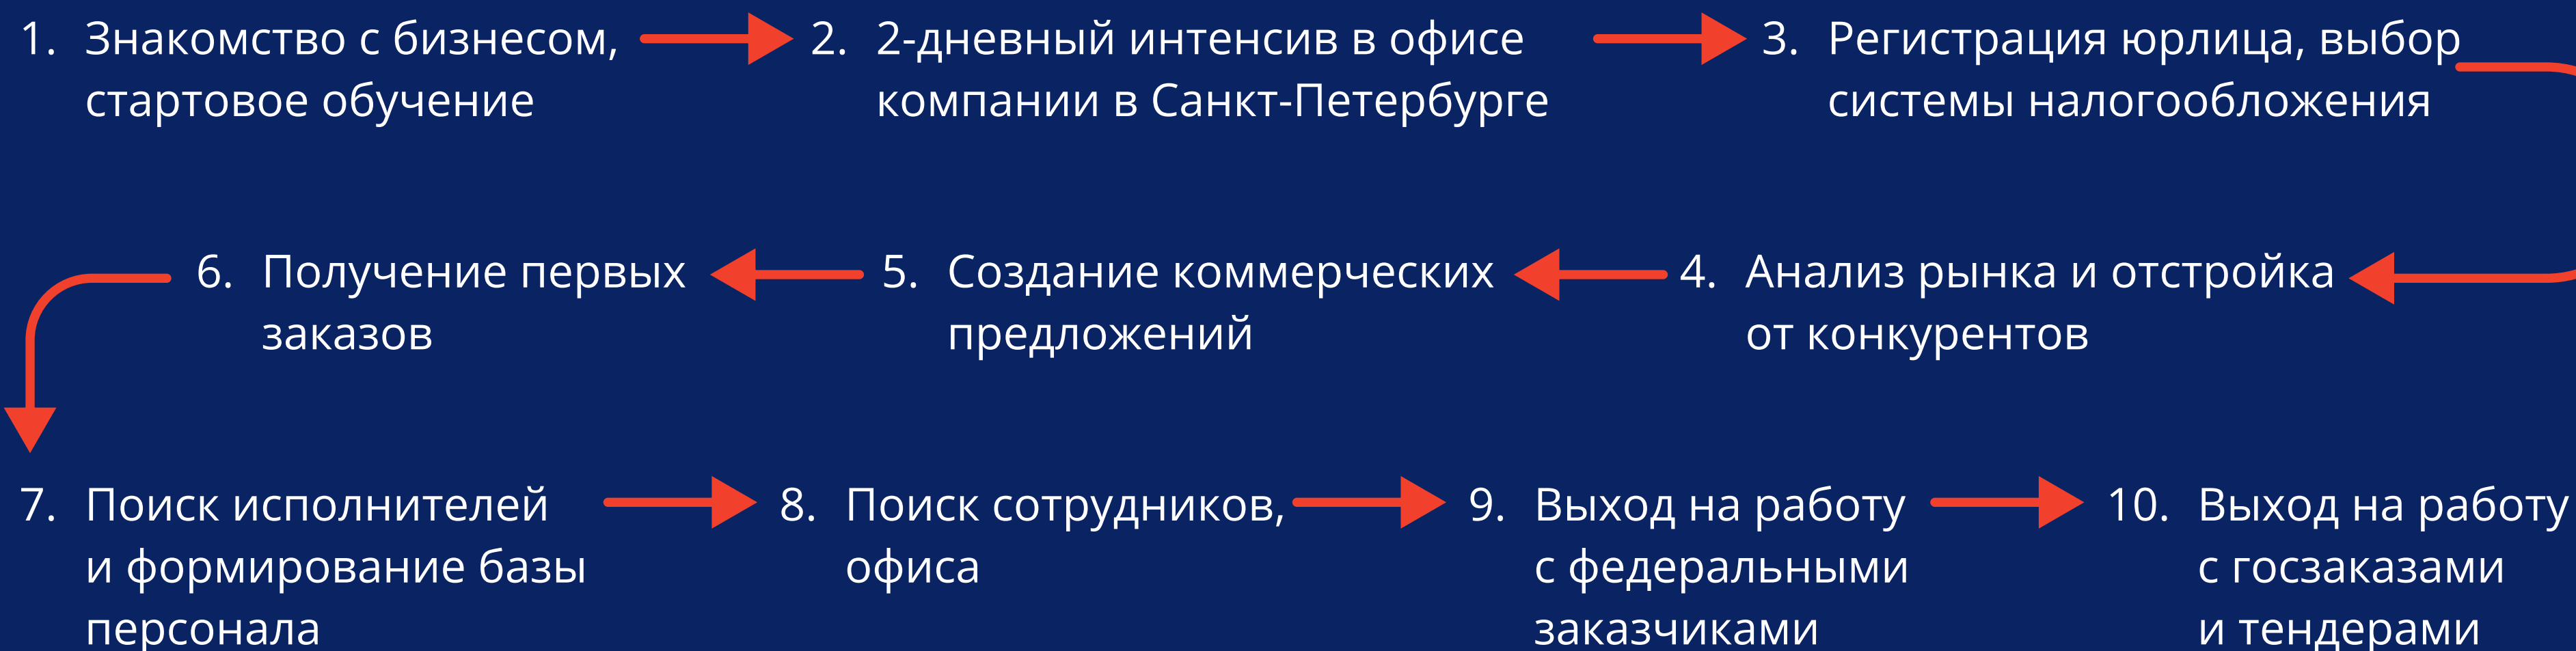 1. Знакомство с бизнесом,
стартовое обучение
2. 2-дневный интенсив в офисе
компании в Санкт-Петербурге
3. Регистрация юрлица, выбор
системы налогообложения
4. Анализ рынка и отстройка
от конкурентов
5. Создание коммерческих
предложений
6. Получение первых
заказов
7. Поиск исполнителей
и формирование базы
персонала
8. Поиск сотрудников,
офиса
9. Выход на работу
с федеральными
заказчиками
10. Выход на работу
с госзаказами
и тендерами